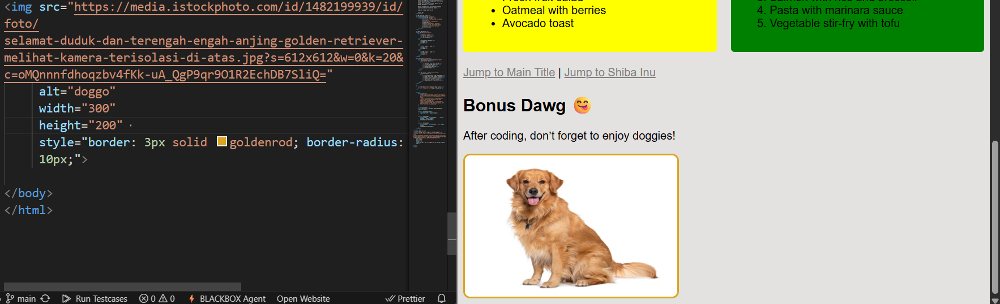 <img src="https://media.istockphoto.com/id/1482199939/id/
foto/
selamat-duduk-dan-terengah-engah-anjing-golden-retriever-
melihat-kamera-terisolasi-di-atas.jpg?s=612x612&w=0&k=20&
c=oMQnnnfdhoqzbv4fKk-uA_QgP9qr9O1R2EchDB7SliQ="
alt="doggo"
width="300"
height="200"
style="border: 3px solid goldenrod; border-radius:
10px;">
</body>
</html>
main
Run Testcases
0
0
BLACKBOX Agent
Open Website
Prettier
Oatmeal with berries
Avocado toast
4. Pasta with marinara sauce
5. Vegetable stir-fry with tofu
Jump to Main Title | Jump to Shiba Inu
Bonus Dawg 😋
After coding, don’t forget to enjoy doggies!